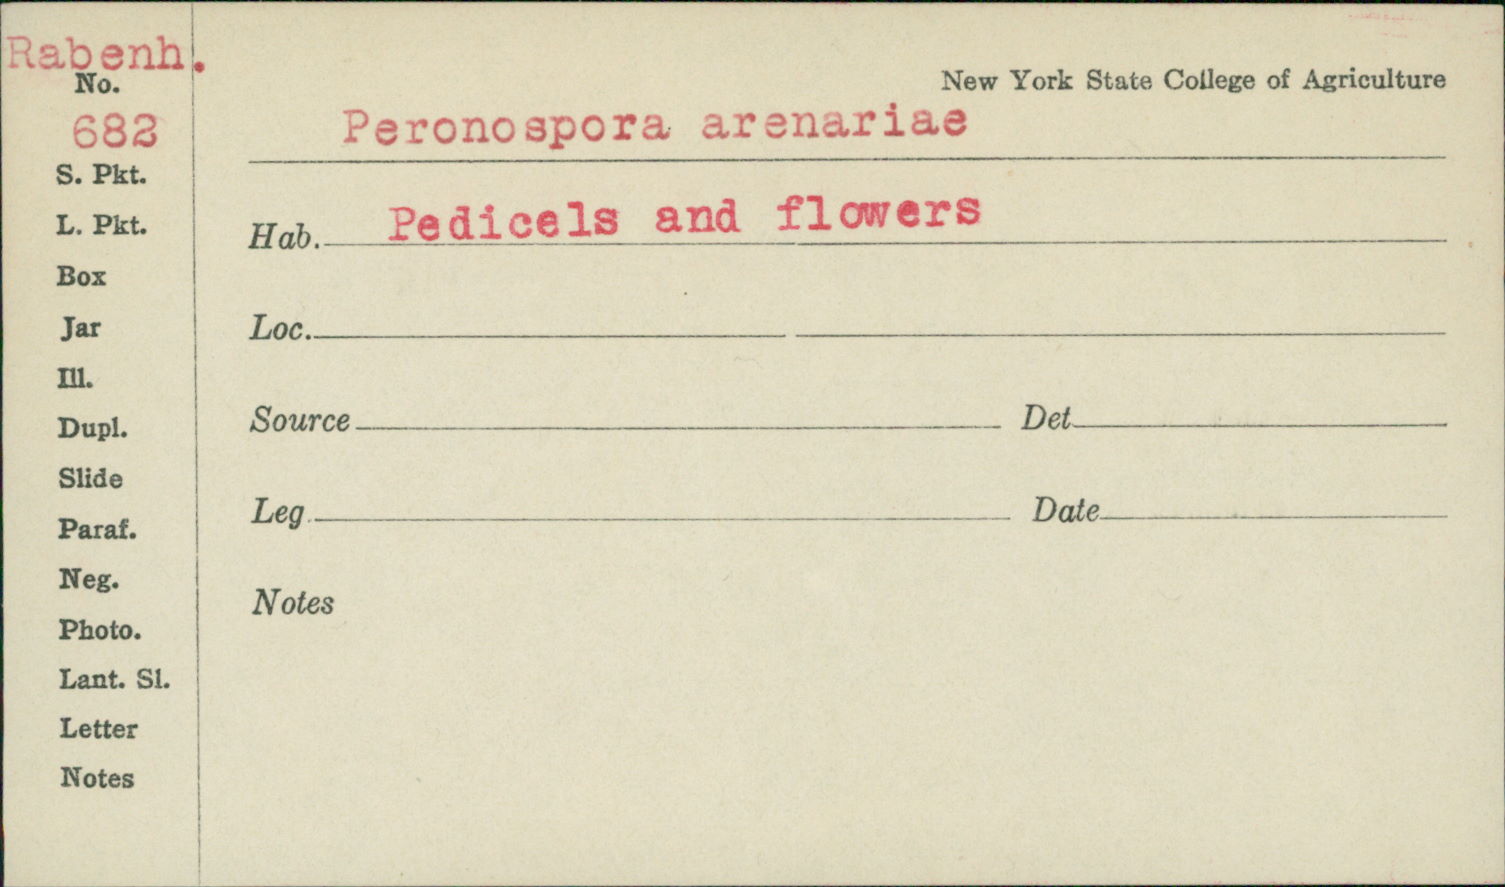 Rabenh.
No.
682
New York State College of Agriculture
Peronospora arenariae
S. Pkt.
L. Pkt.
Hab. Pedicels and flowers
Box
Jar
Loc.
Ill.
Dupl.
Source Det.
Slide
Paraf.
Leg. Date
Neg.
Photo.
Notes
Lant. Sl.
Letter
Notes